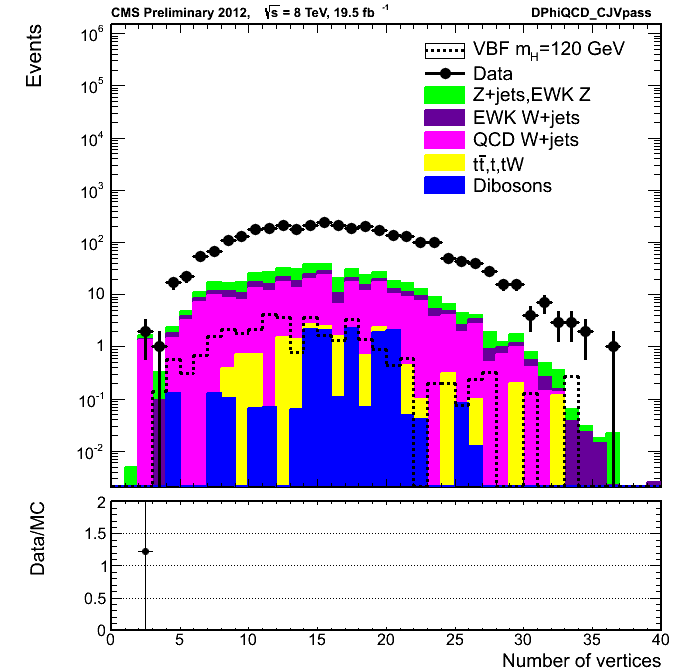 CMS Preliminary 2012, √s = 8 TeV, 19.5 fb⁻¹ DPhiQCD_CJVpass
Events
10⁶
10⁵
10⁴
10³
10²
10
1
10⁻¹
10⁻²
VBF m_H=120 GeV
Data
Z+jets,EWK Z
EWK W+jets
QCD W+jets
tt̅,t,tW
Dibosons
Data/MC
2
1.5
1
0.5
0
0 5 10 15 20 25 30 35 40
Number of vertices